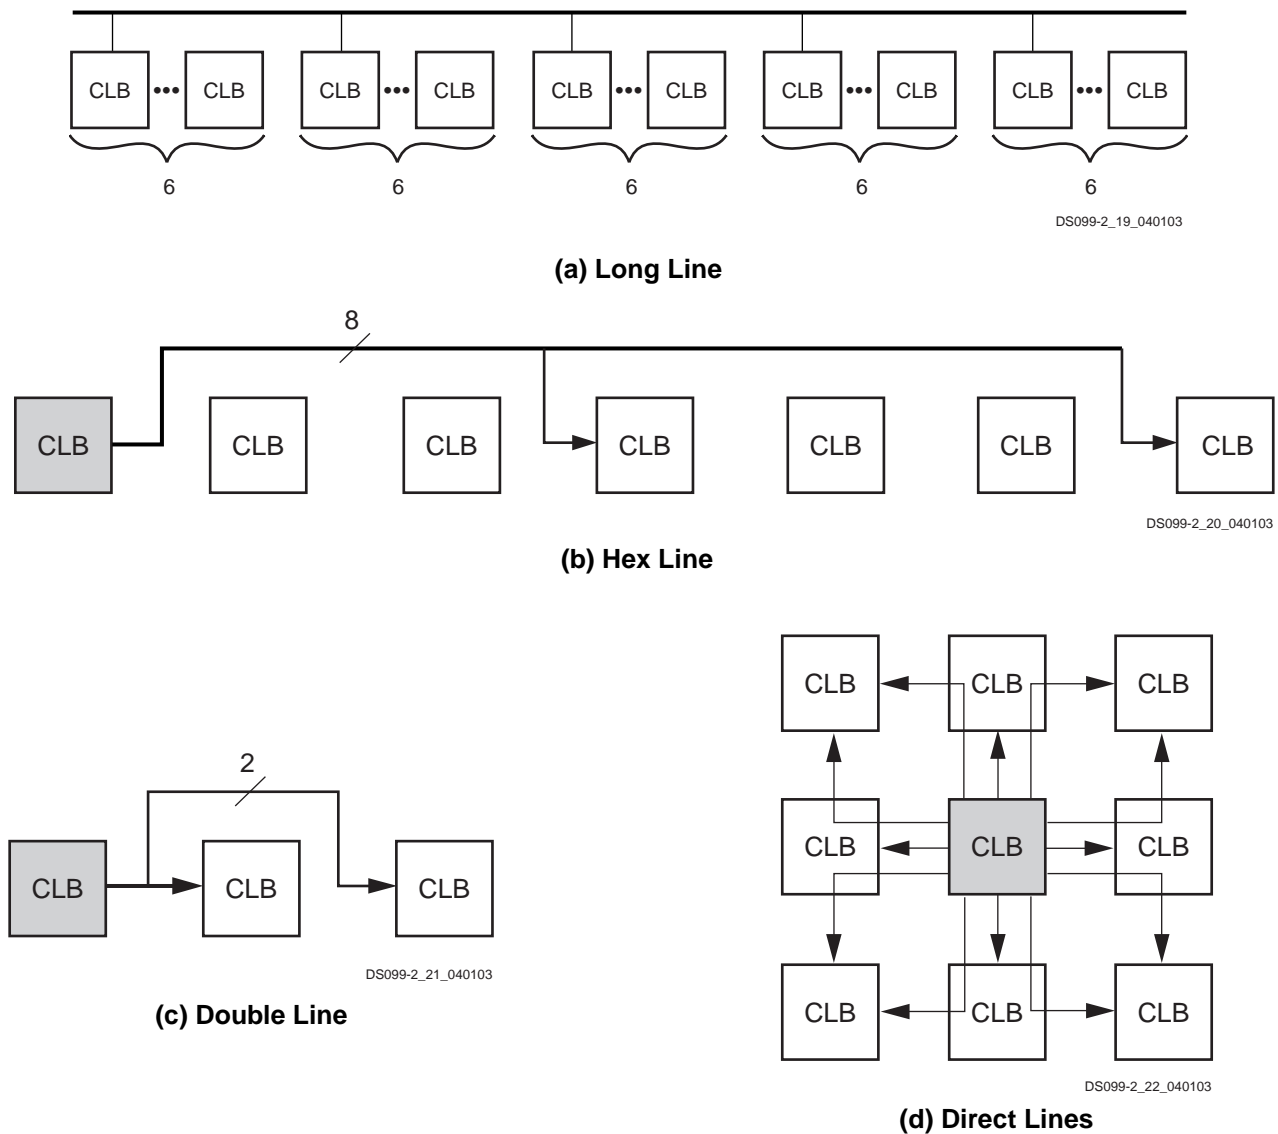 CLB ••• CLB CLB ••• CLB CLB ••• CLB CLB ••• CLB CLB ••• CLB
6 6 6 6 6
DS099-2_19_040103
(a) Long Line
8
CLB CLB CLB CLB CLB CLB CLB
DS099-2_20_040103
(b) Hex Line
2
CLB CLB CLB
DS099-2_21_040103
(c) Double Line
CLB CLB CLB
CLB CLB CLB
CLB CLB CLB
DS099-2_22_040103
(d) Direct Lines